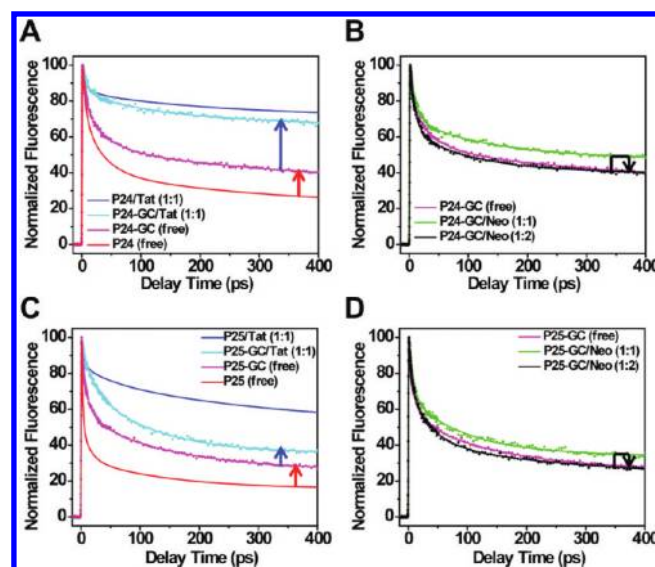 A
Normalized Fluorescence
100
80
60
40
20
0
P24/Tat (1:1)
P24-GC/Tat (1:1)
P24-GC (free)
P24 (free)
0 100 200 300 400
Delay Time (ps)
B
Normalized Fluorescence
100
80
60
40
20
0
P24-GC (free)
P24-GC/Neo (1:1)
P24-GC/Neo (1:2)
0 100 200 300 400
Delay Time (ps)
C
Normalized Fluorescence
100
80
60
40
20
0
P25/Tat (1:1)
P25-GC/Tat (1:1)
P25-GC (free)
P25 (free)
0 100 200 300 400
Delay Time (ps)
D
Normalized Fluorescence
100
80
60
40
20
0
P25-GC (free)
P25-GC/Neo (1:1)
P25-GC/Neo (1:2)
0 100 200 300 400
Delay Time (ps)